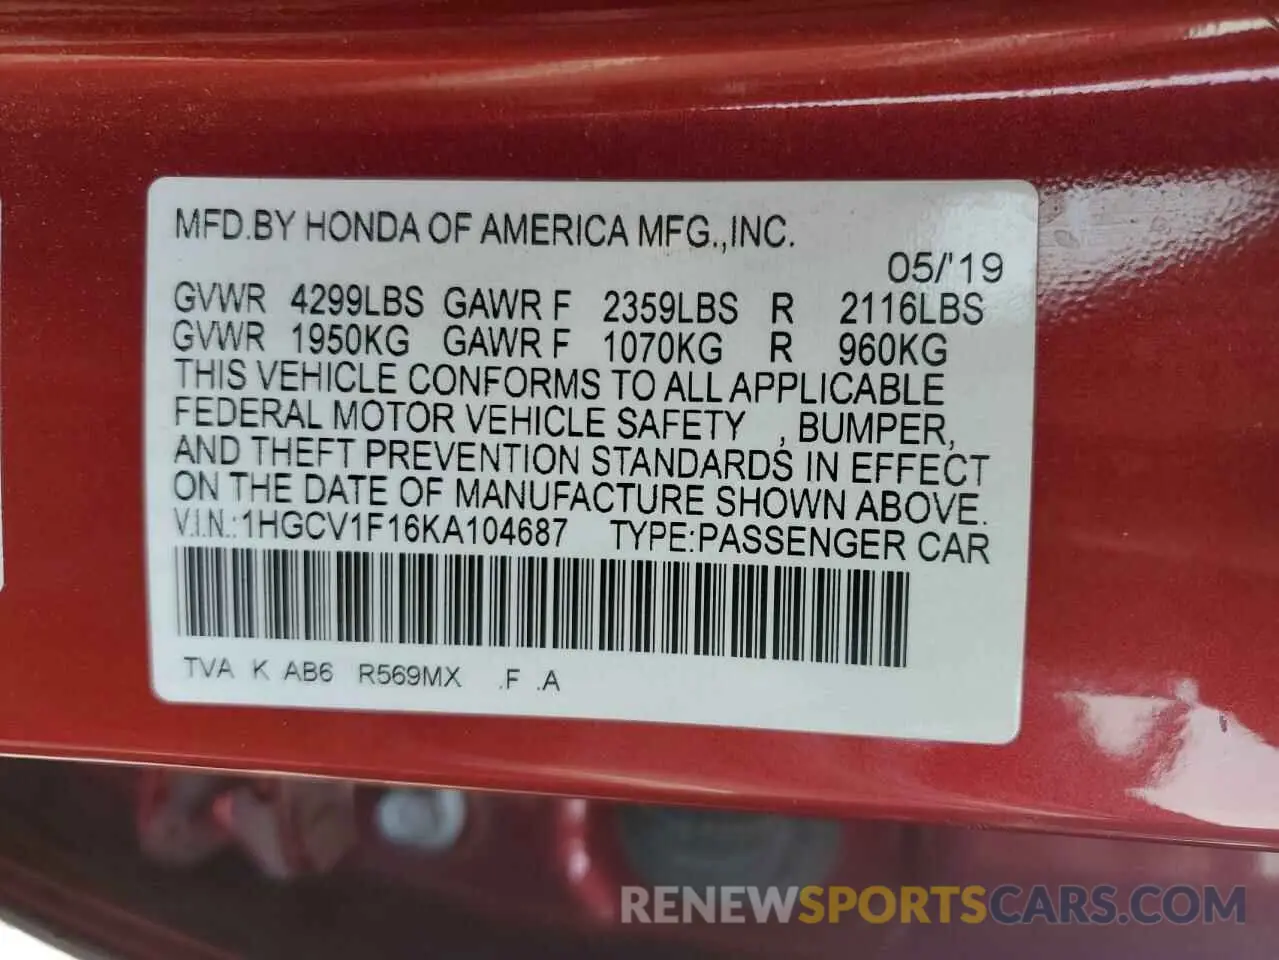 MFD.BY HONDA OF AMERICA MFG.,INC.
05/'19
GVWR 4299LBS GAWR F 2359LBS R 2116LBS
GVWR 1950KG GAWR F 1070KG R 960KG
THIS VEHICLE CONFORMS TO ALL APPLICABLE
FEDERAL MOTOR VEHICLE SAFETY , BUMPER,
AND THEFT PREVENTION STANDARDS IN EFFECT
ON THE DATE OF MANUFACTURE SHOWN ABOVE.
V.I.N.:1HGCV1F16KA104687 TYPE:PASSENGER CAR
TVA K AB6 R569MX .F .A
RENEWSPORTSCARS.COM